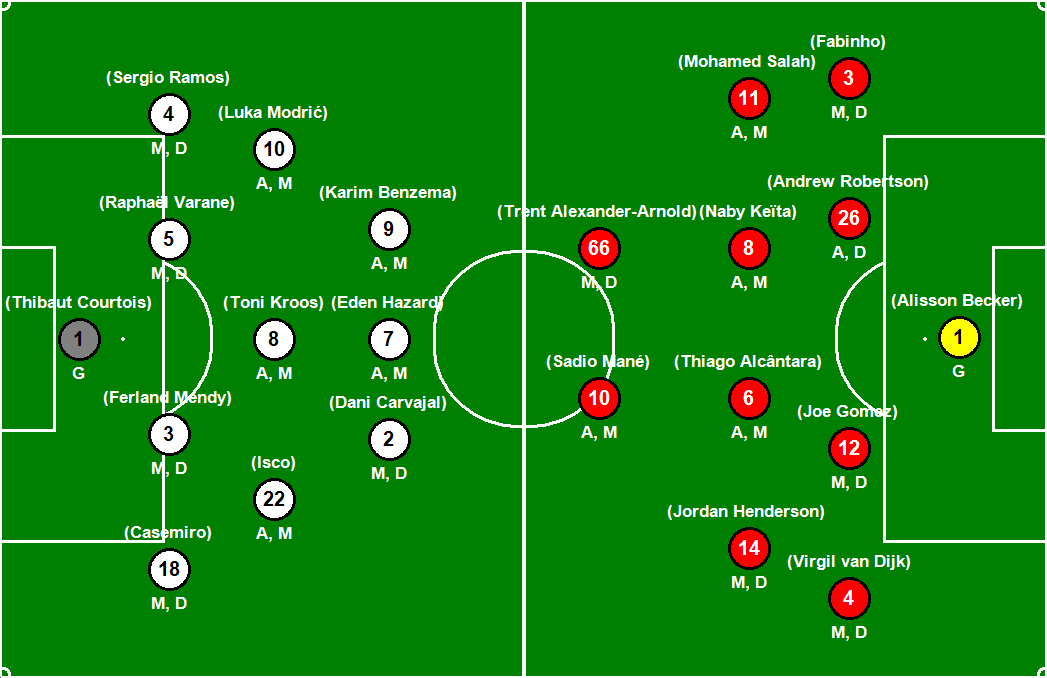 (Sergio Ramos)
4
M, D
(Luka Modrić)
10
A, M
(Raphaël Varane)
5
M, D
(Karim Benzema)
9
A, M
(Thibaut Courtois)
1
G
(Toni Kroos)
8
A, M
(Eden Hazard)
7
A, M
(Ferland Mendy)
3
M, D
(Dani Carvajal)
2
M, D
(Isco)
22
A, M
(Casemiro)
18
M, D
(Fabinho)
3
M, D
(Mohamed Salah)
11
A, M
(Andrew Robertson)
26
A, D
(Trent Alexander-Arnold)
66
M, D
(Naby Keïta)
8
A, M
(Alisson Becker)
1
G
(Sadio Mané)
10
A, M
(Thiago Alcântara)
6
A, M
(Joe Gomez)
12
M, D
(Jordan Henderson)
14
M, D
(Virgil van Dijk)
4
M, D